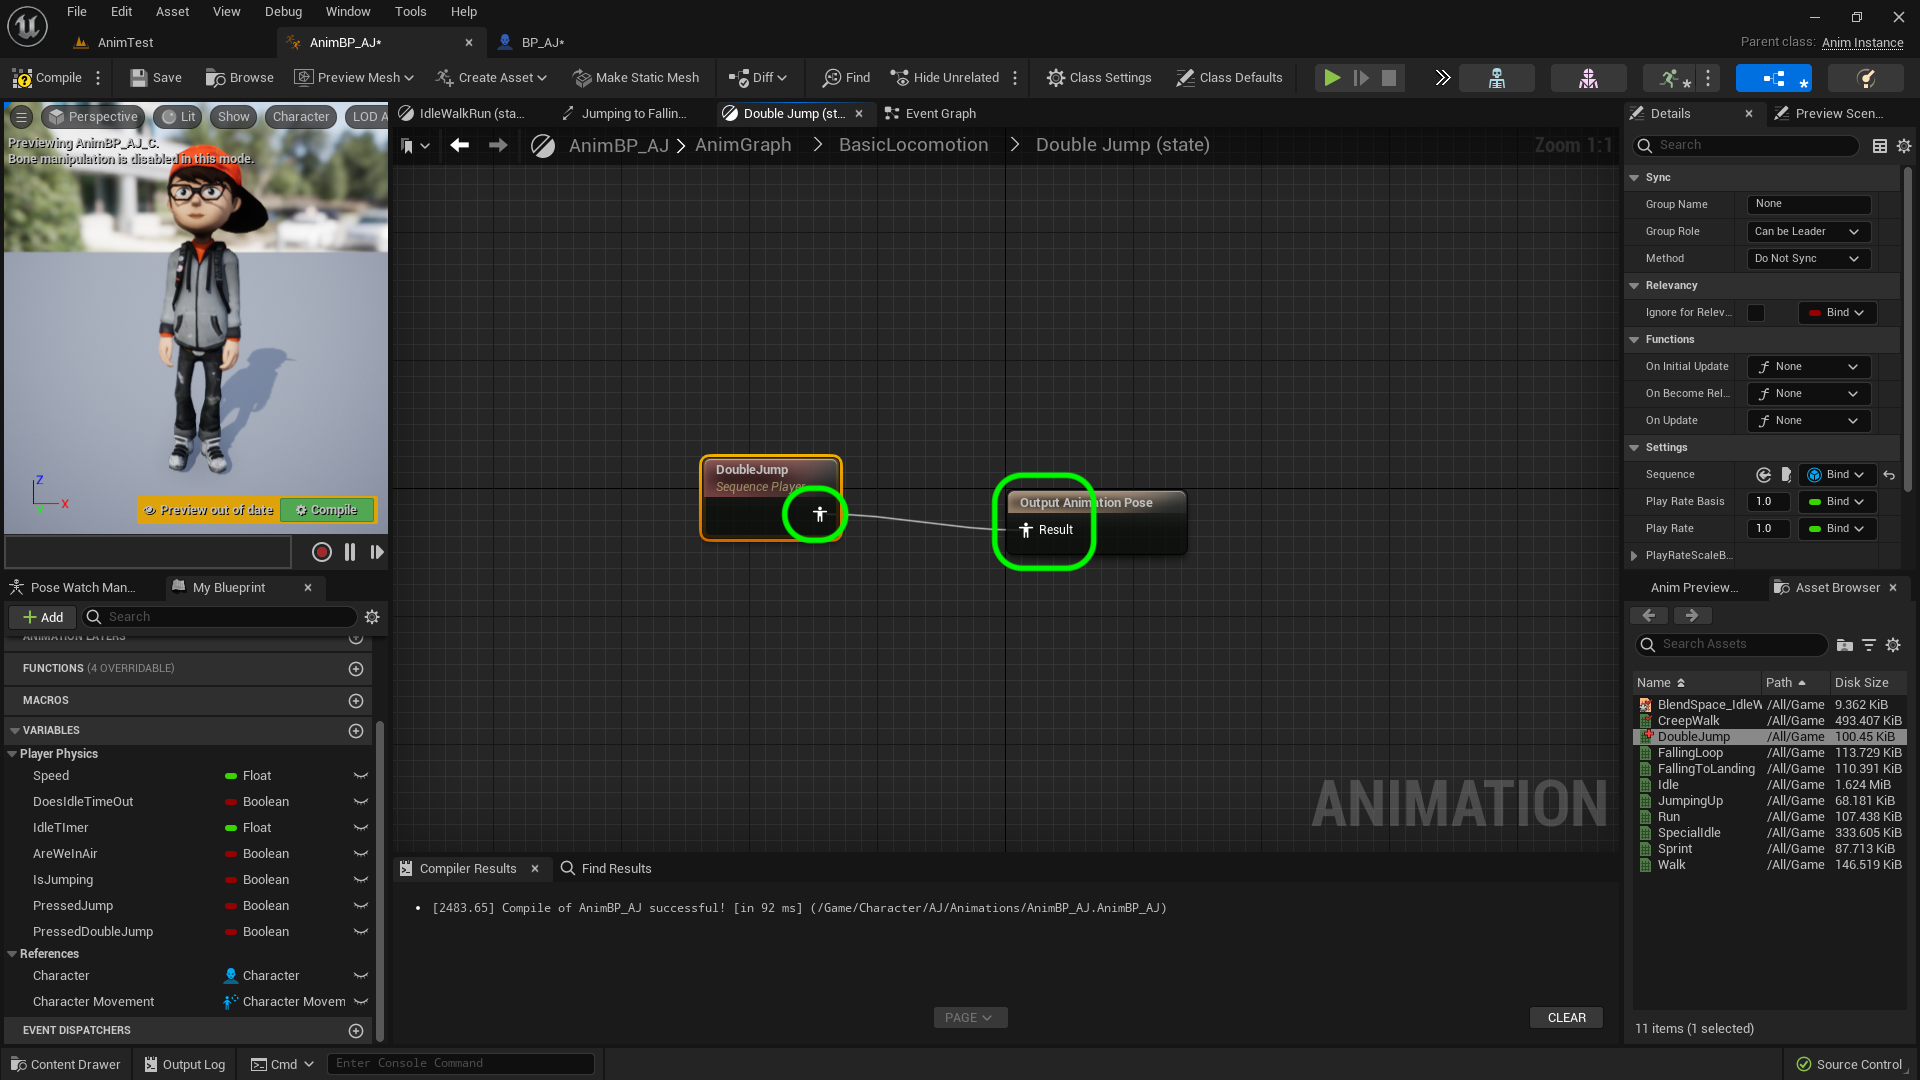 File Edit Asset View Debug Window Tools Help
AnimTest AnimBP_AJ* BP_AJ*
Parent class: Anim Instance
Compile Save Browse Preview Mesh Create Asset Make Static Mesh Diff Find Hide Unrelated Class Settings Class Defaults
IdleWalkRun (sta... Jumping to Fallin... Double Jump (st... Event Graph
Perspective Lit Show Character LOD A
Previewing AnimBP_AJ_C.
Bone manipulation is disabled in this mode.
Z
X
Preview out of date Compile
AnimBP_AJ > AnimGraph > BasicLocomotion > Double Jump (state)
Zoom 1:1
DoubleJump
Sequence Player
Output Animation Pose
Result
ANIMATION
Pose Watch Man... My Blueprint
Add Search
ANIMATION LAYERS
FUNCTIONS (4 OVERRIDABLE)
MACROS
VARIABLES
Player Physics
Speed Float
DoesIdleTimeOut Boolean
IdleTImer Float
AreWeInAir Boolean
IsJumping Boolean
PressedJump Boolean
PressedDoubleJump Boolean
References
Character Character
Character Movement Character Movem
EVENT DISPATCHERS
Compiler Results Find Results
• [2483.65] Compile of AnimBP_AJ successful! [in 92 ms] (/Game/Character/AJ/Animations/AnimBP_AJ.AnimBP_AJ)
PAGE
CLEAR
Details Preview Scen...
Search
Sync
Group Name None
Group Role Can be Leader
Method Do Not Sync
Relevancy
Ignore for Relev... Bind
Functions
On Initial Update None
On Become Rel... None
On Update None
Settings
Sequence Bind
Play Rate Basis 1.0 Bind
Play Rate 1.0 Bind
PlayRateScaleB...
Anim Preview... Asset Browser
Search Assets
Name Path Disk Size
BlendSpace_IdleW /All/Game 9.362 KiB
CreepWalk /All/Game 493.407 KiB
DoubleJump /All/Game 100.45 KiB
FallingLoop /All/Game 113.729 KiB
FallingToLanding /All/Game 110.391 KiB
Idle /All/Game 1.624 MiB
JumpingUp /All/Game 68.181 KiB
Run /All/Game 107.438 KiB
SpecialIdle /All/Game 333.605 KiB
Sprint /All/Game 87.713 KiB
Walk /All/Game 146.519 KiB
11 items (1 selected)
Content Drawer Output Log Cmd Enter Console Command Source Control